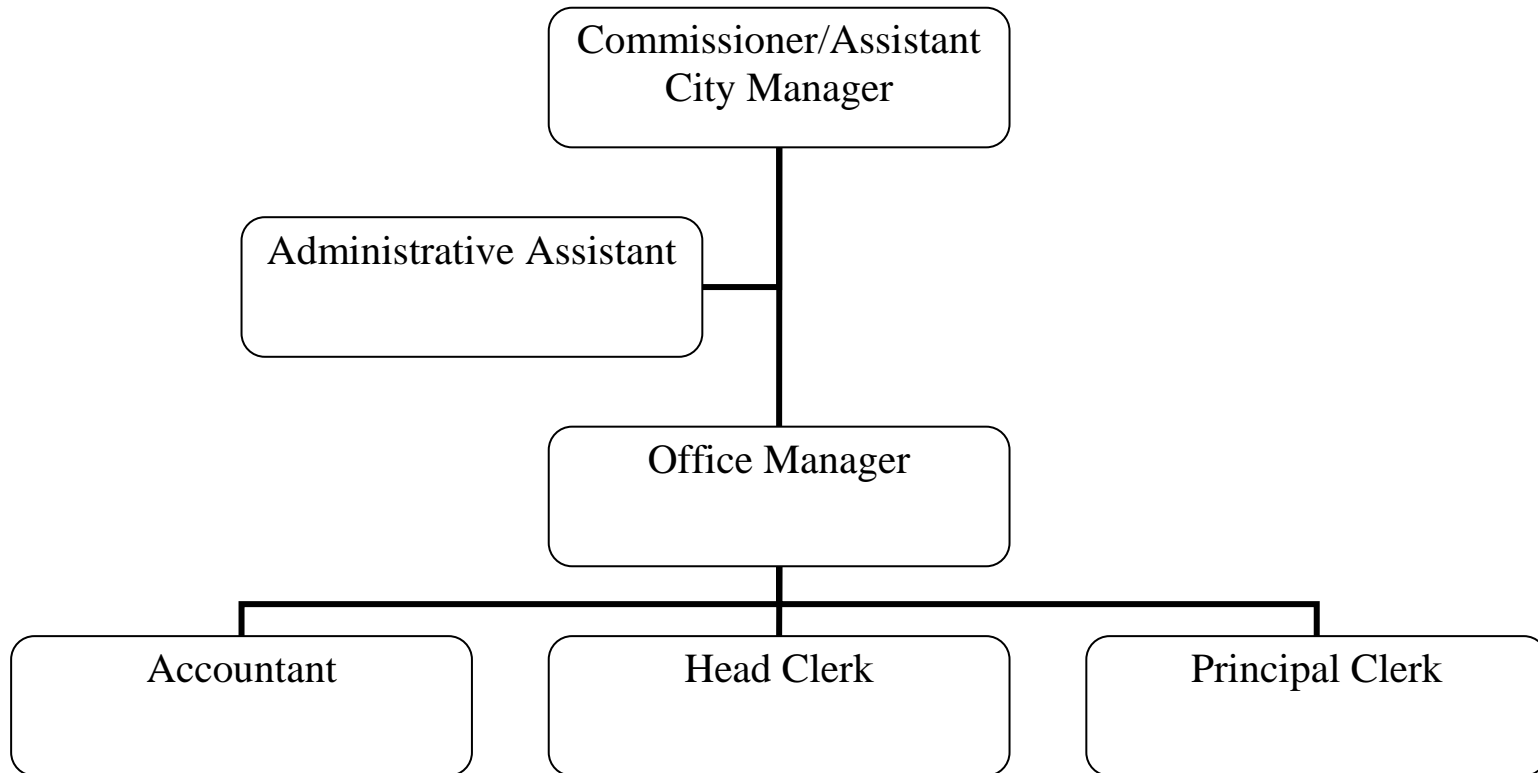 Commissioner/Assistant
City Manager
Administrative Assistant
Office Manager
Accountant
Head Clerk
Principal Clerk